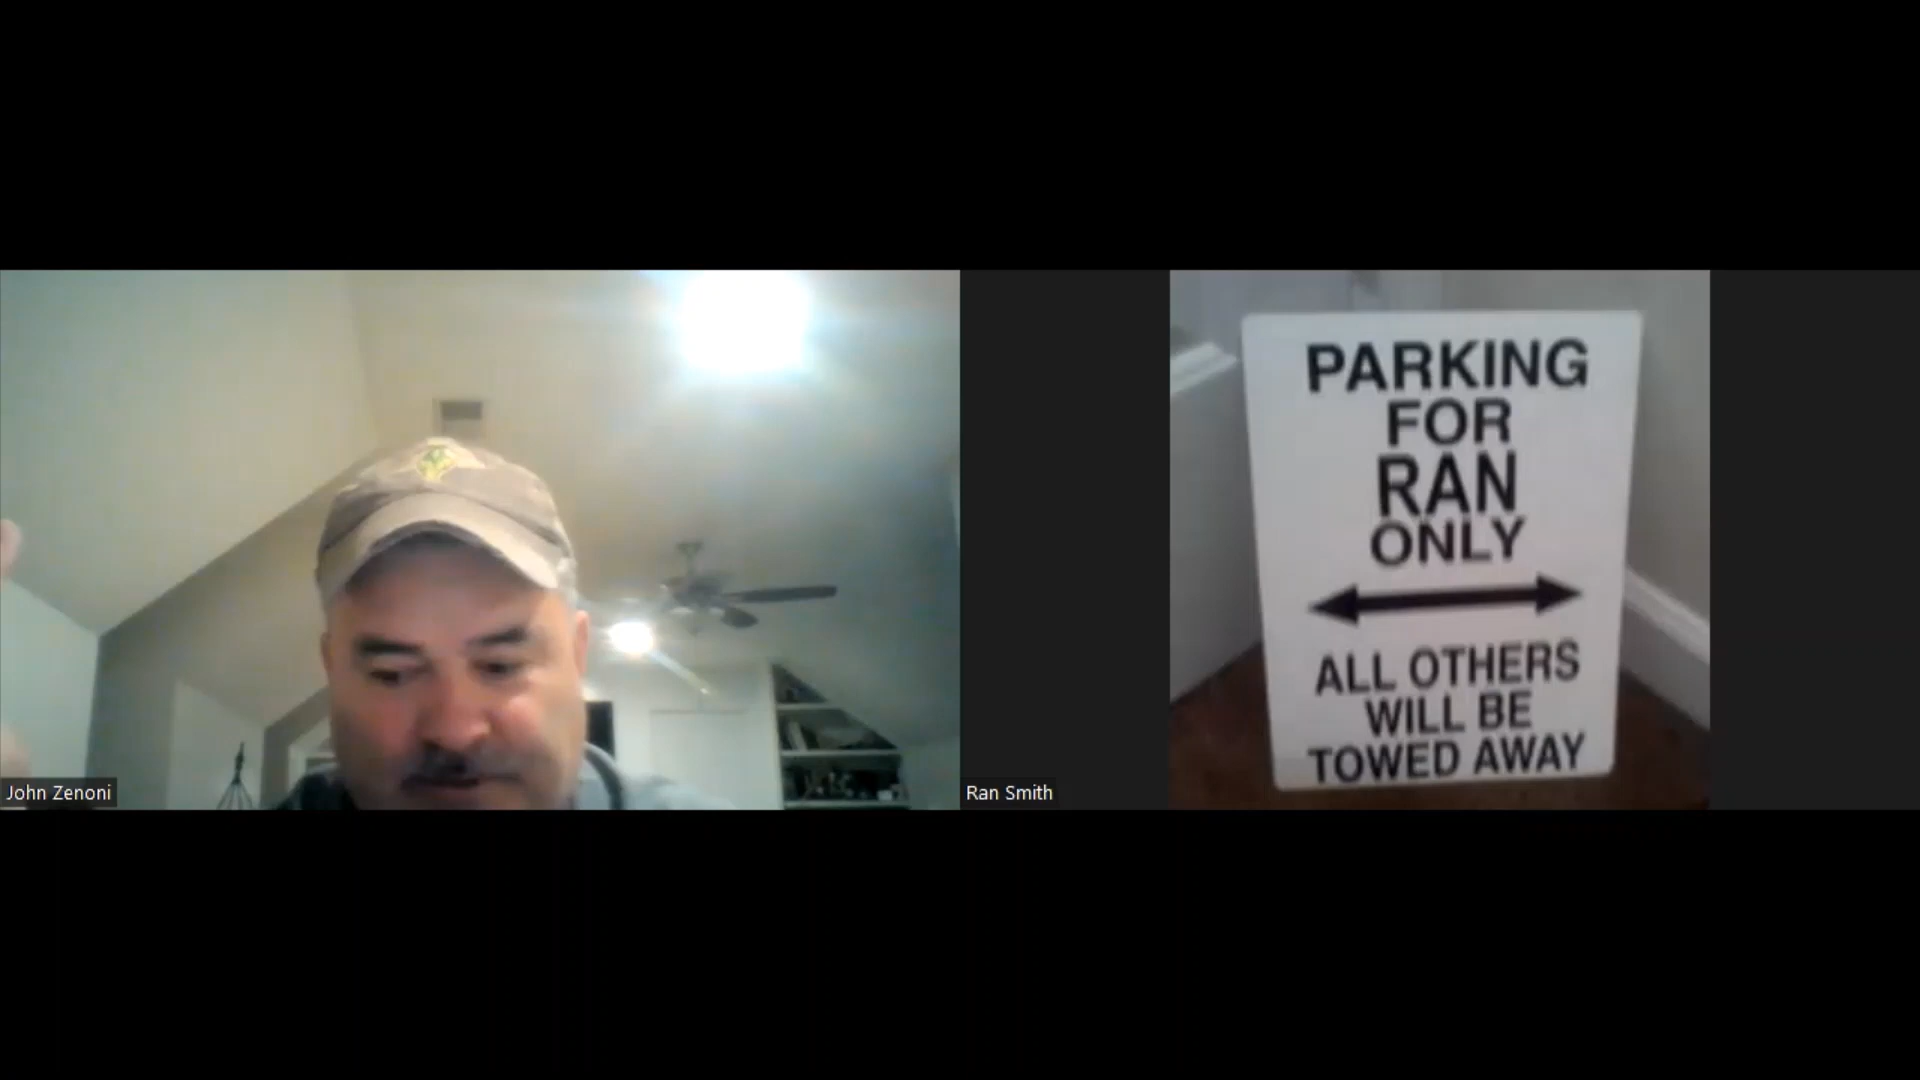 John Zenoni
PARKING
FOR
RAN
ONLY
ALL OTHERS
WILL BE
TOWED AWAY
Ran Smith